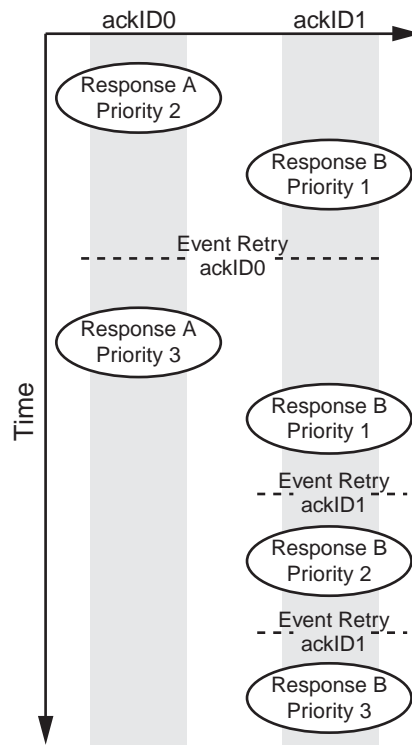 ackID0
ackID1
Response A
Priority 2
Response B
Priority 1
Event Retry
ackID0
Response A
Priority 3
Response B
Priority 1
Event Retry
ackID1
Response B
Priority 2
Event Retry
ackID1
Response B
Priority 3
Time